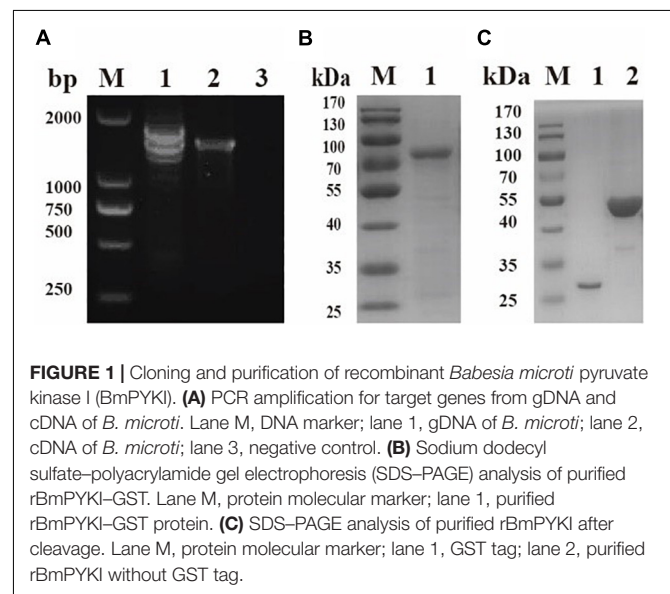 A
B
C
bp M 1 2 3
kDa M 1
kDa M 1 2
2000
1000
750
500
250
170
130
100
70
55
40
35
25
170
130
100
70
55
40
35
25
FIGURE 1 | Cloning and purification of recombinant Babesia microti pyruvate
kinase I (BmPYKI). (A) PCR amplification for target genes from gDNA and
cDNA of B. microti. Lane M, DNA marker; lane 1, gDNA of B. microti; lane 2,
cDNA of B. microti; lane 3, negative control. (B) Sodium dodecyl
sulfate–polyacrylamide gel electrophoresis (SDS–PAGE) analysis of purified
rBmPYKI–GST. Lane M, protein molecular marker; lane 1, purified
rBmPYKI–GST protein. (C) SDS–PAGE analysis of purified rBmPYKI after
cleavage. Lane M, protein molecular marker; lane 1, GST tag; lane 2, purified
rBmPYKI without GST tag.